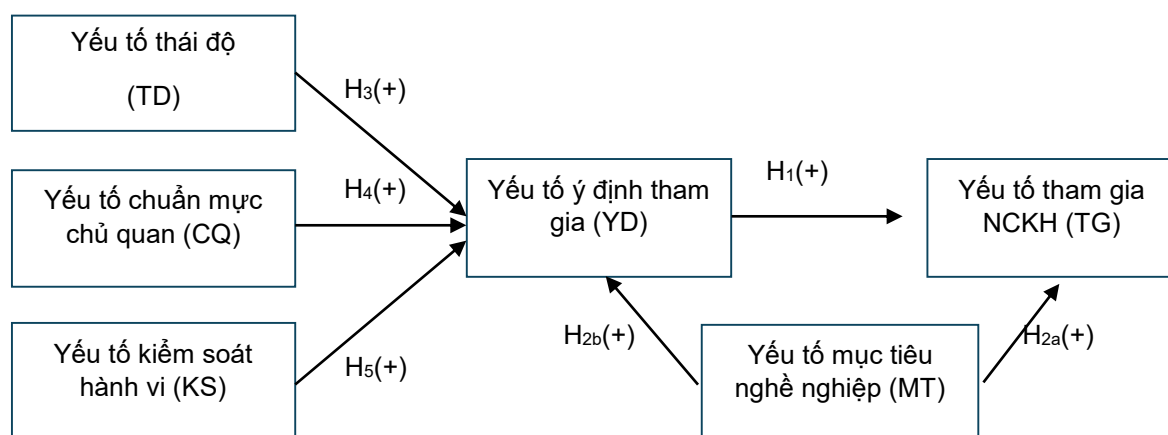 Yếu tố thái độ
(TD)
H3(+)
Yếu tố chuẩn mực
chủ quan (CQ)
H4(+)
Yếu tố ý định tham
gia (YD)
H1(+)
Yếu tố tham gia
NCKH (TG)
Yếu tố kiểm soát
hành vi (KS)
H5(+)
H2b(+)
Yếu tố mục tiêu
nghề nghiệp (MT)
H2a(+)